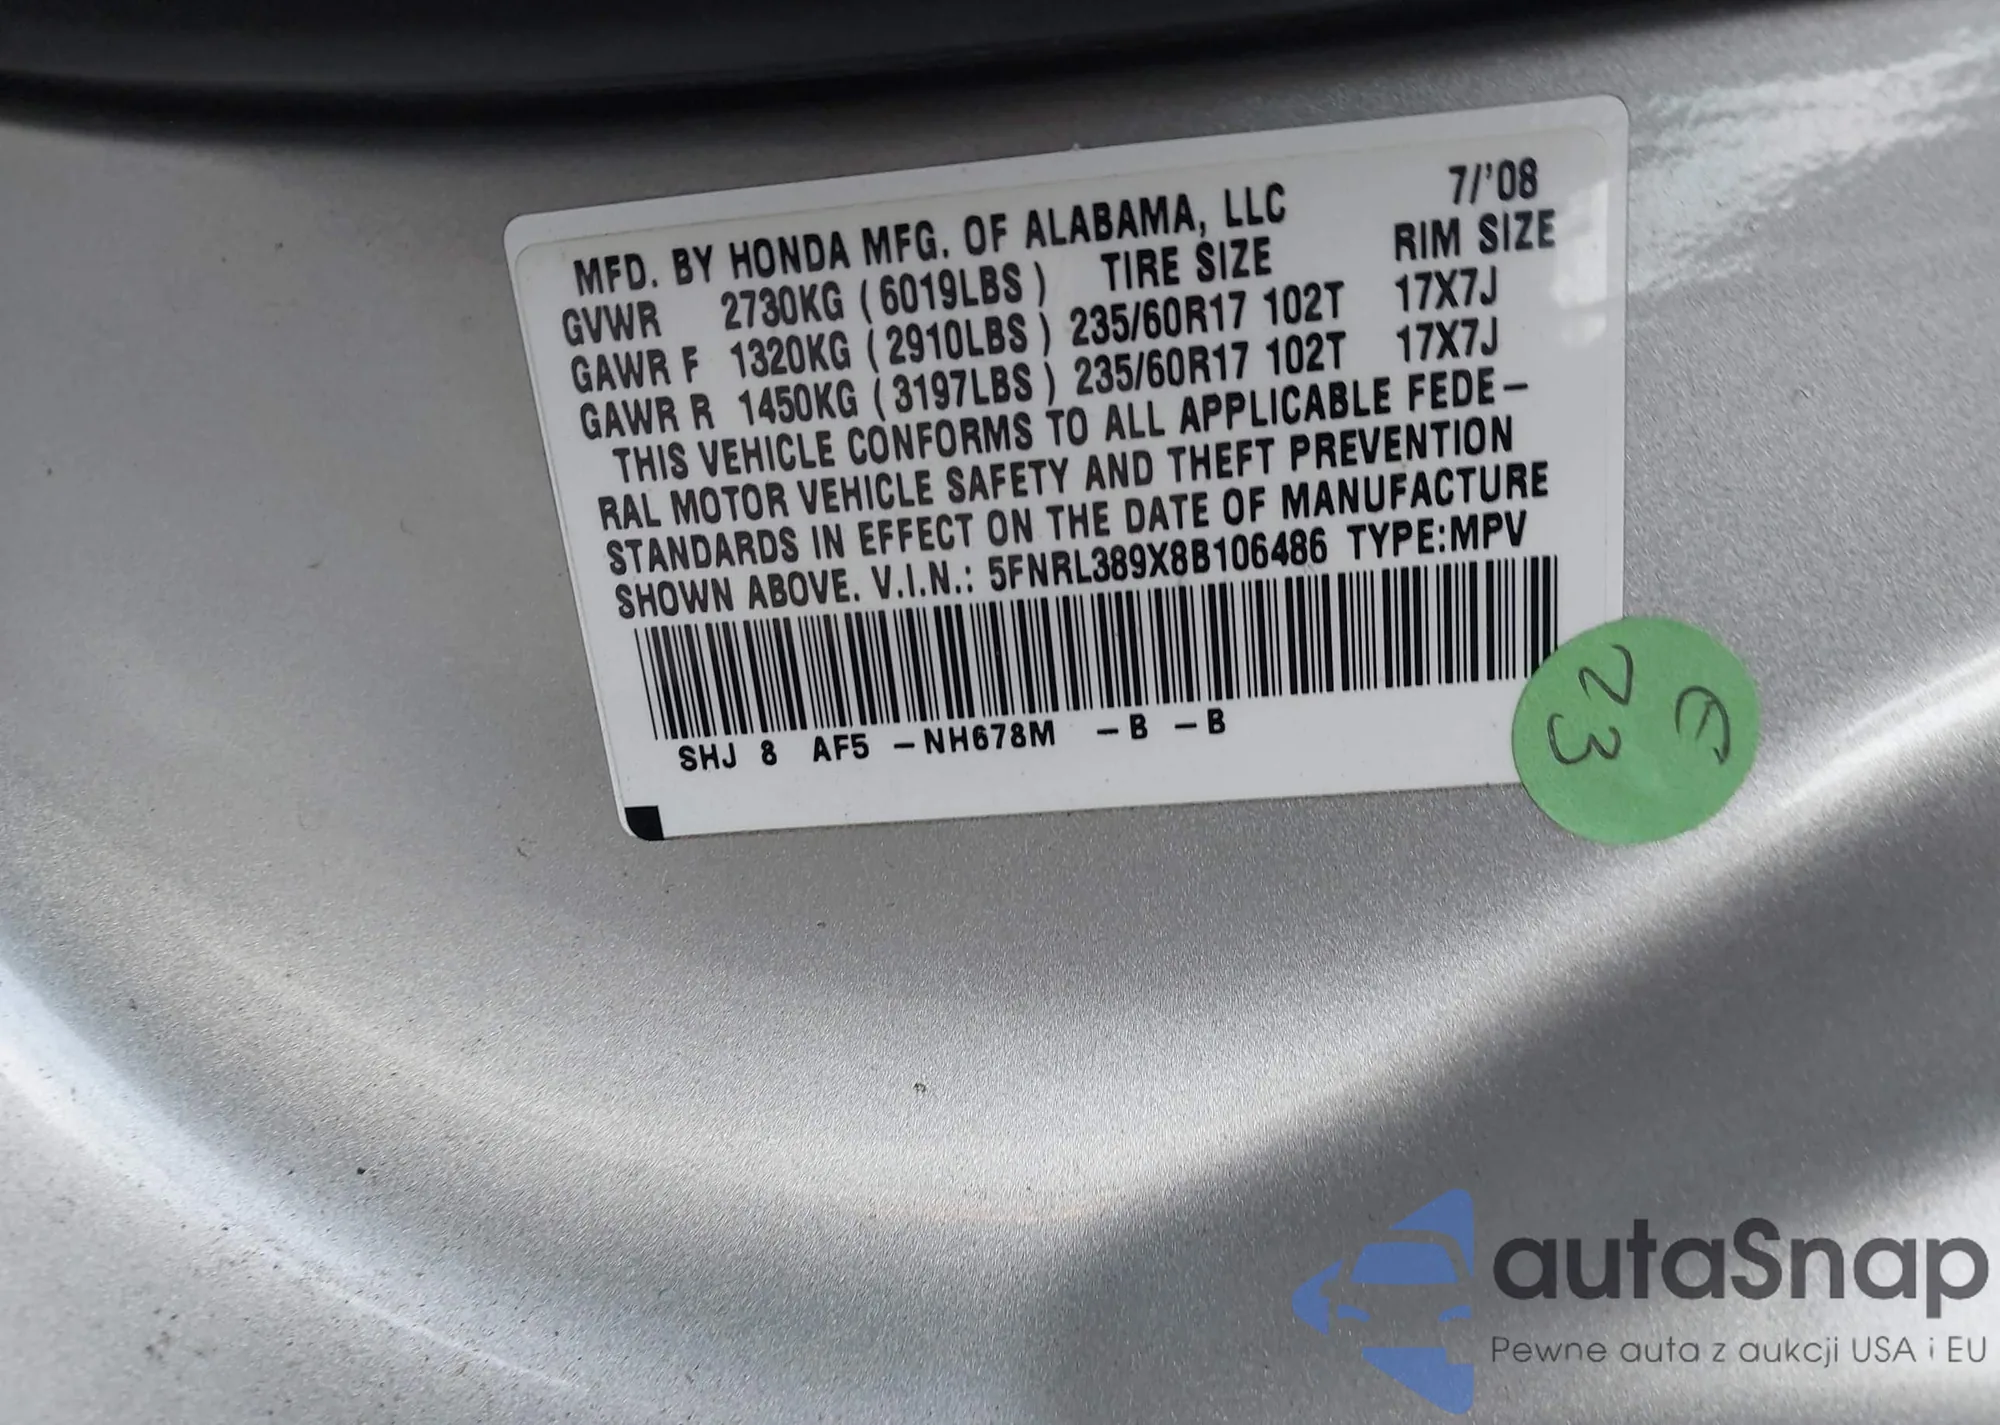 MFD. BY HONDA MFG. OF ALABAMA, LLC 7/'08
GVWR 2730KG (6019LBS) TIRE SIZE RIM SIZE
GAWR F 1320KG (2910LBS) 235/60R17 102T 17X7J
GAWR R 1450KG (3197LBS) 235/60R17 102T 17X7J
THIS VEHICLE CONFORMS TO ALL APPLICABLE FEDE-
RAL MOTOR VEHICLE SAFETY AND THEFT PREVENTION
STANDARDS IN EFFECT ON THE DATE OF MANUFACTURE
SHOWN ABOVE. V.I.N.: 5FNRL389X8B106486 TYPE:MPV
SHJ 8 AF5 -NH678M -B -B
E
23
autaSnap
Pewne auta z aukcji USA i EU